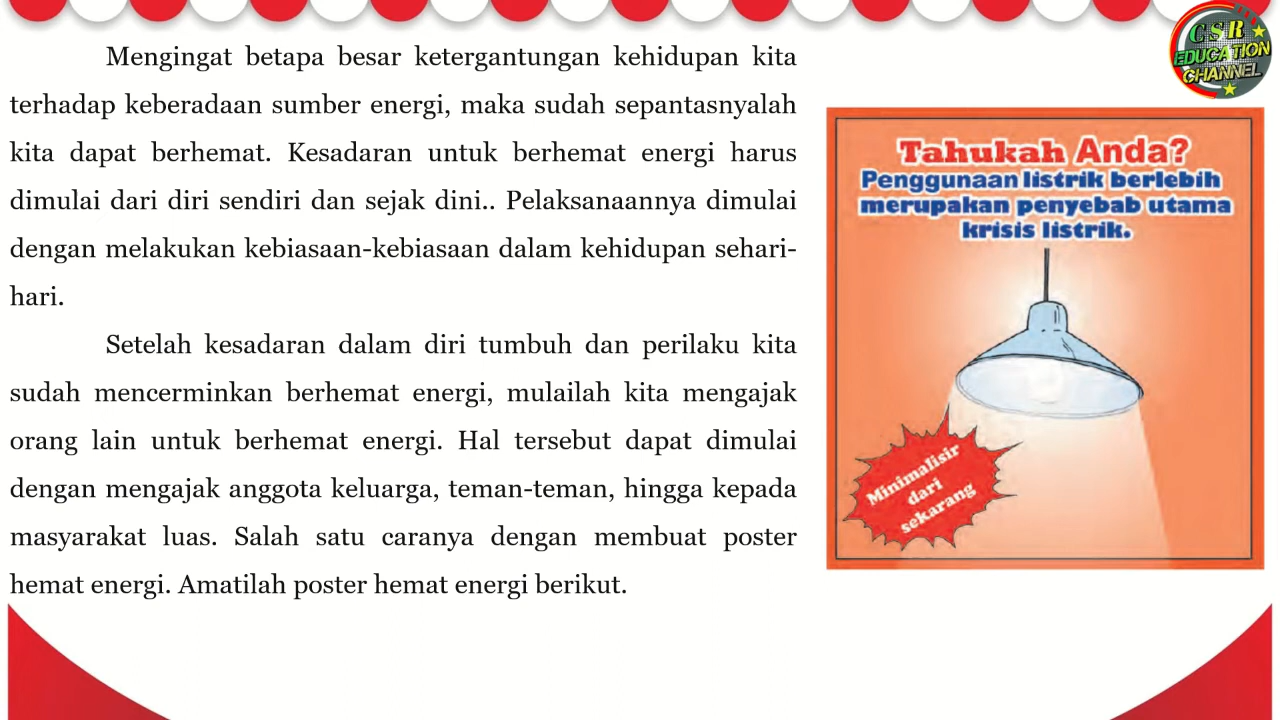 Mengingat betapa besar ketergantungan kehidupan kita
terhadap keberadaan sumber energi, maka sudah sepantasnyalah
kita dapat berhemat. Kesadaran untuk berhemat energi harus
dimulai dari diri sendiri dan sejak dini.. Pelaksanaannya dimulai
dengan melakukan kebiasaan-kebiasaan dalam kehidupan sehari-
hari.
Setelah kesadaran dalam diri tumbuh dan perilaku kita
sudah mencerminkan berhemat energi, mulailah kita mengajak
orang lain untuk berhemat energi. Hal tersebut dapat dimulai
dengan mengajak anggota keluarga, teman-teman, hingga kepada
masyarakat luas. Salah satu caranya dengan membuat poster
hemat energi. Amatilah poster hemat energi berikut.
CSR
EDUCATION
CHANNEL
Tahukah Anda?
Penggunaan listrik berlebih
merupakan penyebab utama
krisis listrik.
Minimalisir
dari
sekarang